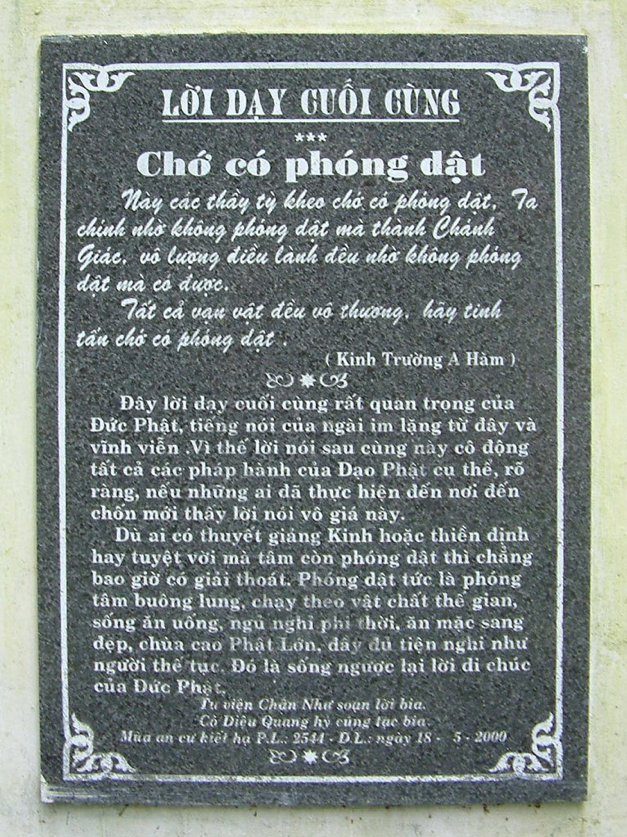 LỜI DẠY CUỐI CÙNG
***
Chớ có phóng dật
Này các thầy tỳ kheo chớ có phóng dật, Ta
chính nhờ không phóng dật mà thành Chánh
Giác, vô lượng điều lành đều nhờ không phóng
dật mà có được.
Tất cả vạn vật đều vô thường, hãy tinh
tấn chớ có phóng dật .
( Kinh Trường A Hàm )
Đây lời dạy cuối cùng rất quan trọng của
Đức Phật, tiếng nói của ngài im lặng từ đây và
vĩnh viễn .Vì thế lời nói sau cùng này cô động
tất cả các pháp hành của Đạo Phật cụ thể, rõ
ràng, nếu những ai đã thực hiện đến nơi đến
chốn mới thấy lời nói vô giá này.
Dù ai có thuyết giảng Kinh hoặc thiền định
hay tuyệt vời mà tâm còn phóng dật thì chẳng
bao giờ có giải thoát. Phóng dật tức là phóng
tâm buông lung, chạy theo vật chất thế gian,
sống ăn uống, ngủ nghỉ phi thời, ăn mặc sang
đẹp, chùa cao Phật Lớn, đầy đủ tiện nghi như
người thế tục. Đó là sống ngược lại lời di chúc
của Đức Phật.
Tu viện Chân Như soạn lời bia.
Cô Diệu Quang hỷ cúng tạc bia.
Mùa an cư kiết hạ P.L.: 2544 - D.L.: ngày 18 - 5 - 2000